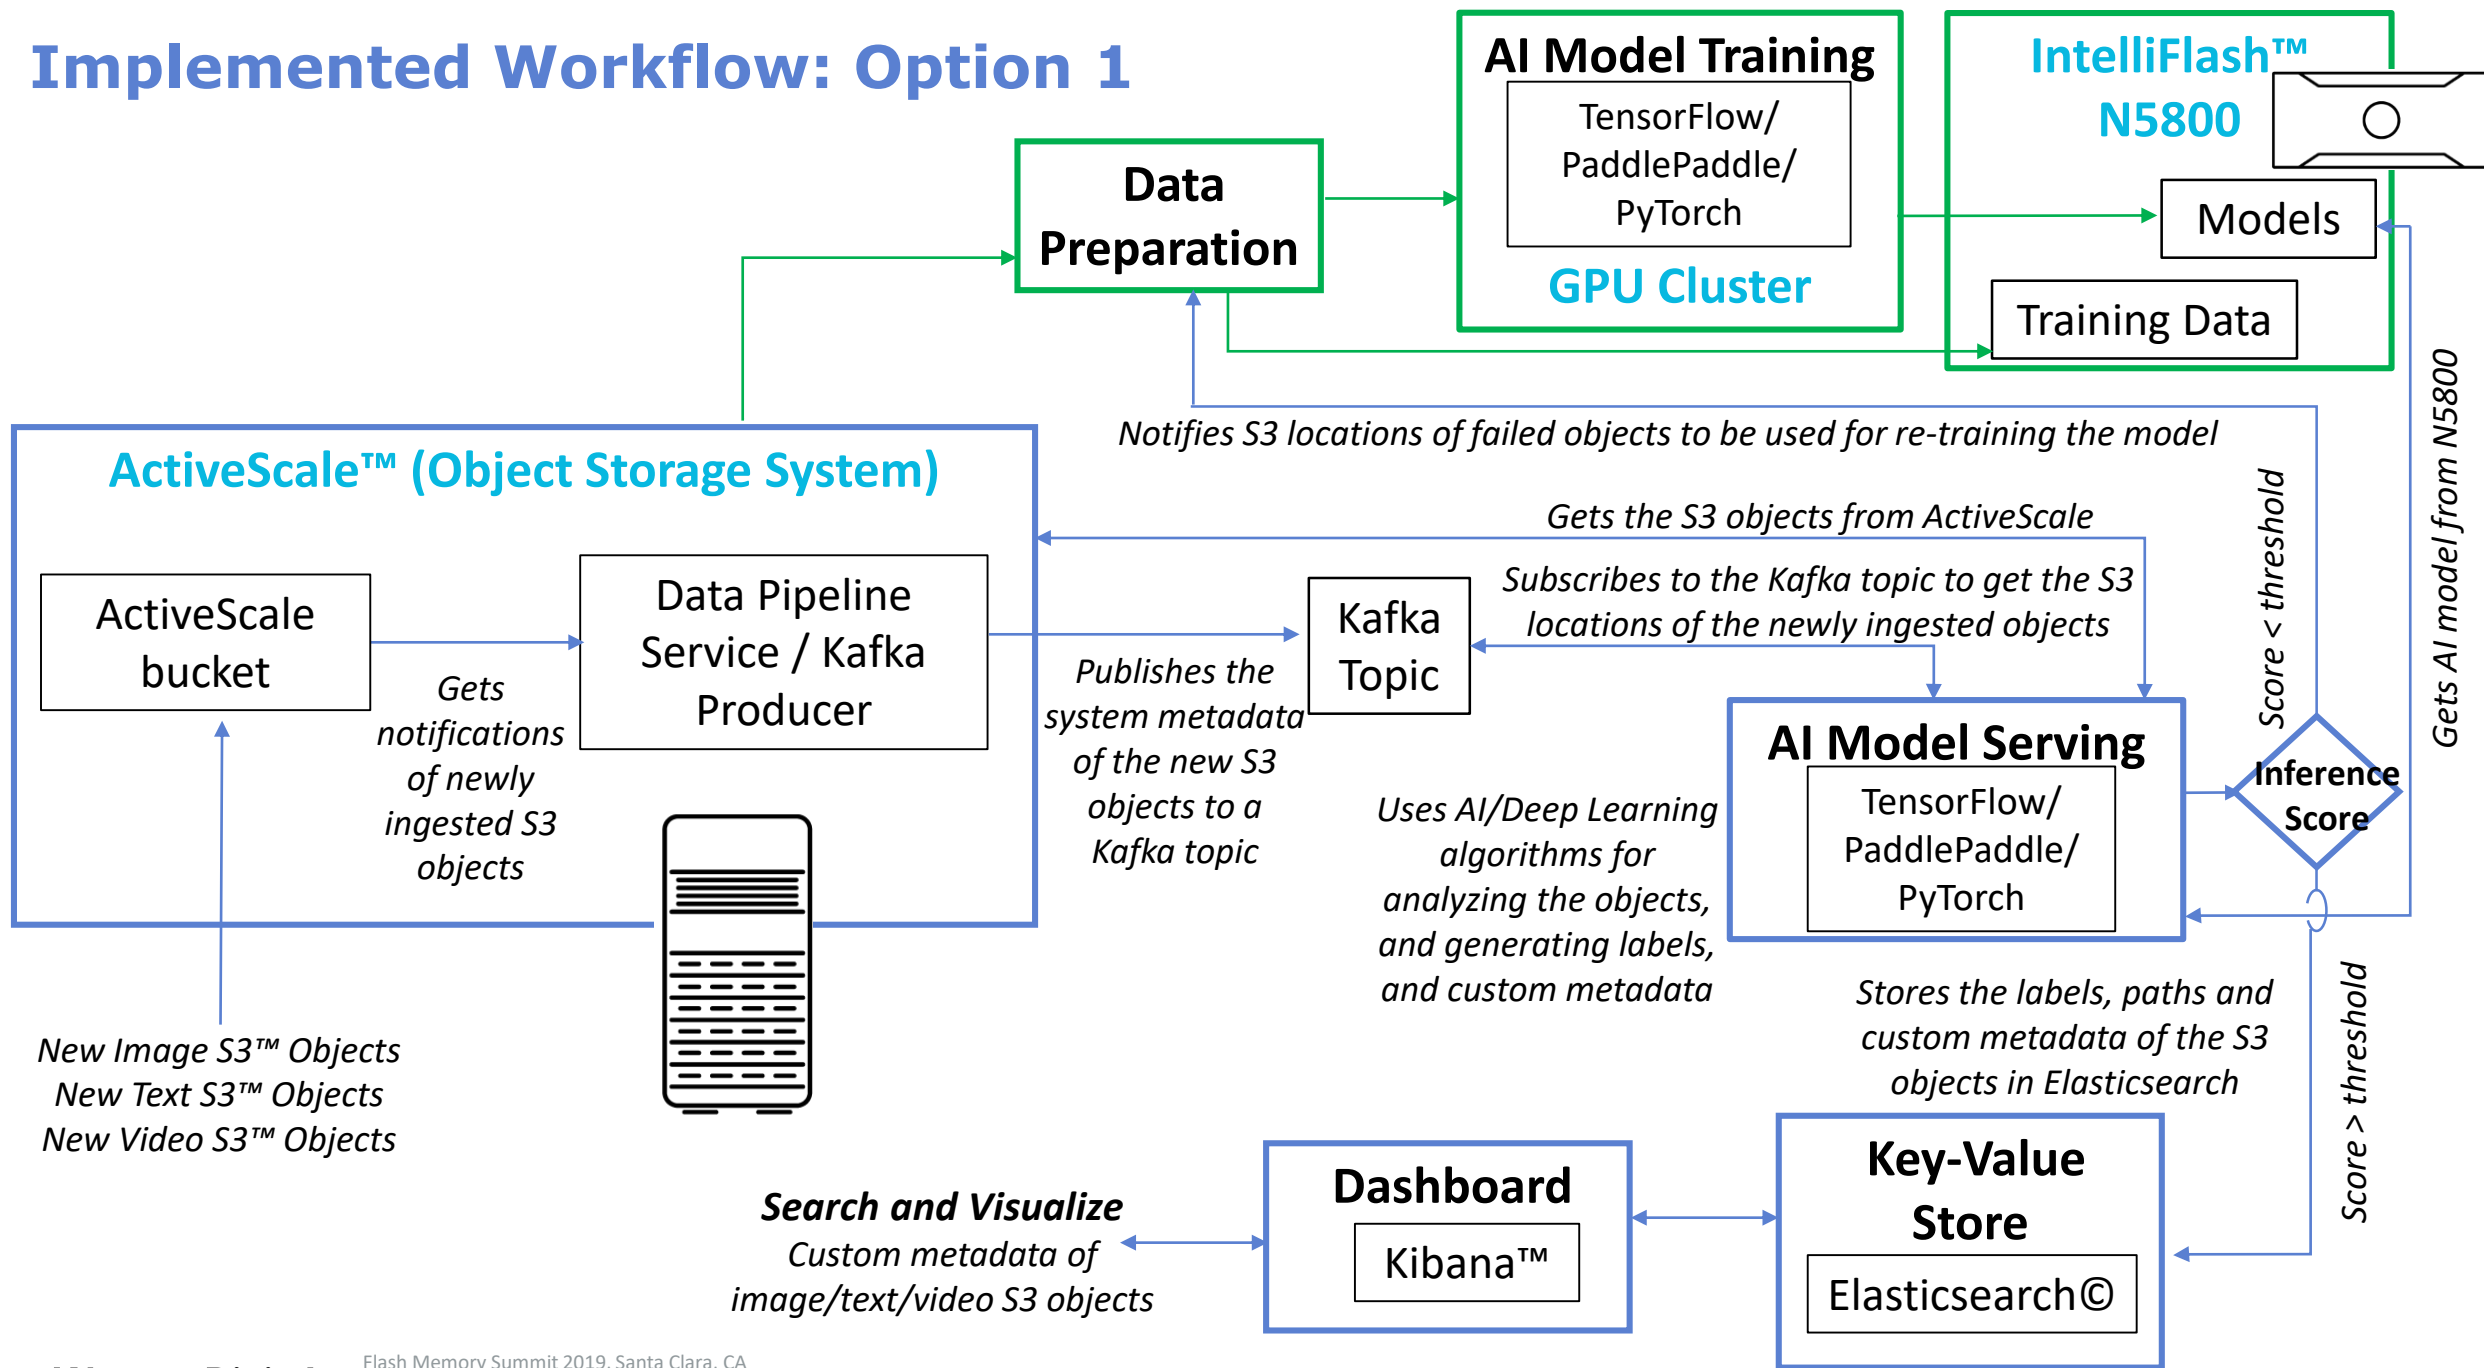 Implemented Workflow: Option 1
AI Model Training
TensorFlow/
PaddlePaddle/
PyTorch
GPU Cluster
IntelliFlash™
N5800
Models
Training Data
Data
Preparation
Notifies S3 locations of failed objects to be used for re-training the model
ActiveScale™ (Object Storage System)
ActiveScale
bucket
Gets
notifications
of newly
ingested S3
objects
Data Pipeline
Service / Kafka
Producer
Publishes the
system metadata
of the new S3
objects to a
Kafka topic
Kafka
Topic
Gets the S3 objects from ActiveScale
Subscribes to the Kafka topic to get the S3
locations of the newly ingested objects
Score < threshold
Gets AI model from N5800
AI Model Serving
TensorFlow/
PaddlePaddle/
PyTorch
Inference
Score
Uses AI/Deep Learning
algorithms for
analyzing the objects,
and generating labels,
and custom metadata
Stores the labels, paths and
custom metadata of the S3
objects in Elasticsearch
Score > threshold
New Image S3™ Objects
New Text S3™ Objects
New Video S3™ Objects
Search and Visualize
Custom metadata of
image/text/video S3 objects
Dashboard
Kibana™
Key-Value
Store
Elasticsearch©
Flash Memory Summit 2019, Santa Clara, CA